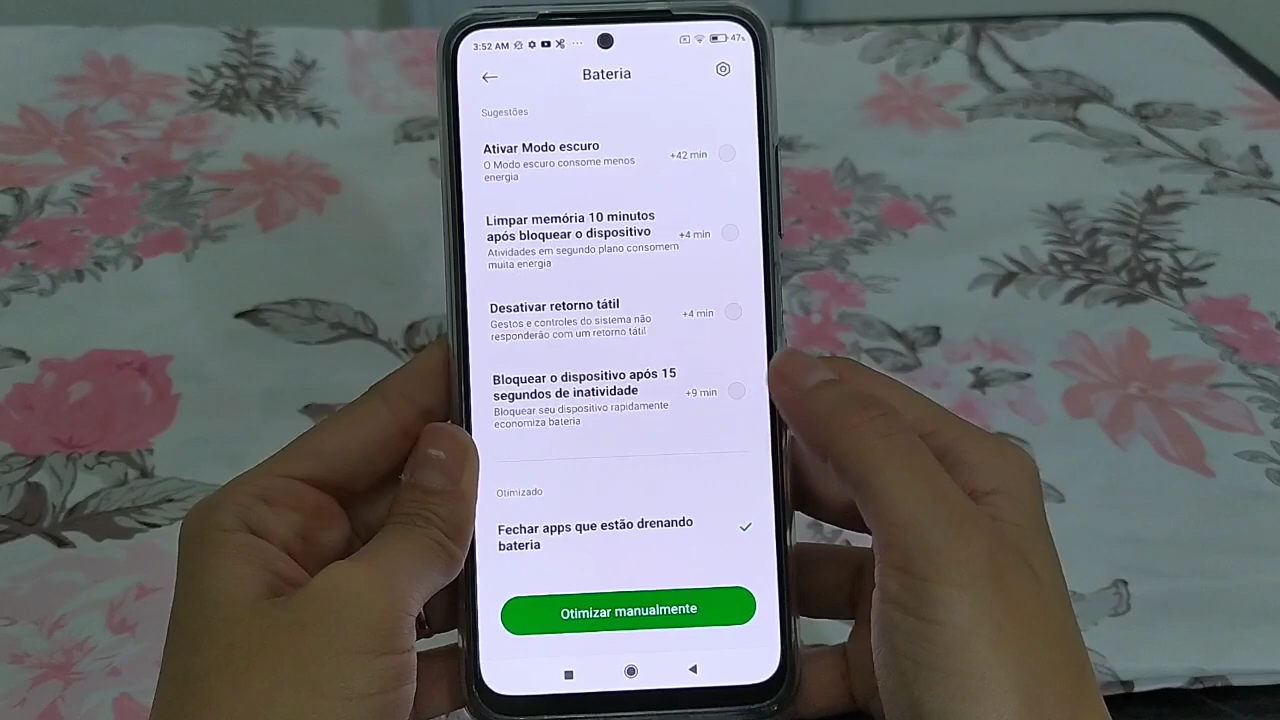 3:52 AM ... 47%
Bateria
Sugestões
Ativar Modo escuro
O Modo escuro consome menos
energia
+42 min
Limpar memória 10 minutos
após bloquear o dispositivo
Atividades em segundo plano consomem
muita energia
+4 min
Desativar retorno tátil
Gestos e controles do sistema não
responderão com um retorno tátil
+4 min
Bloquear o dispositivo após 15
segundos de inatividade
Bloquear seu dispositivo rapidamente
economiza bateria
+9 min
Otimizado
Fechar apps que estão drenando
bateria
Otimizar manualmente